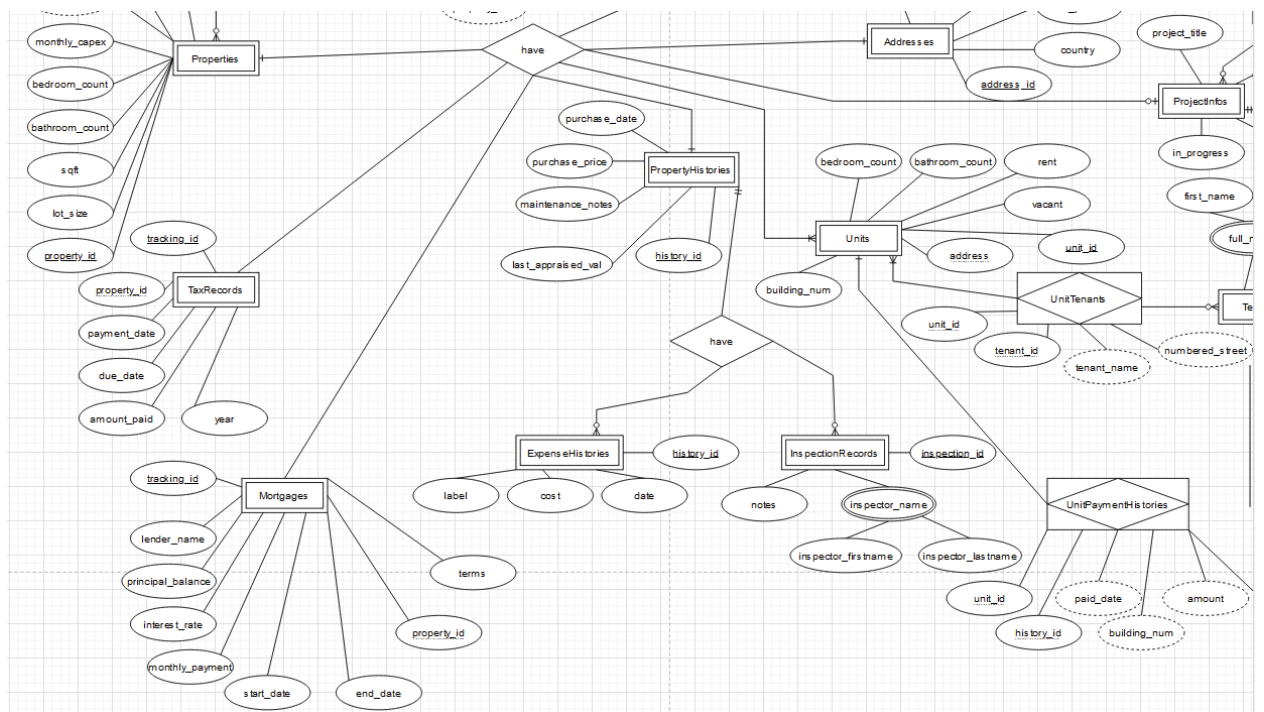 monthly_capex
Properties
have
Addresses
country
project_title
bedroom_count
address_id
ProjectInfos
bathroom_count
purchase_date
sqft
purchase_price
PropertyHistories
bedroom_count
bathroom_count
rent
in_progress
lot_size
maintenance_notes
vacant
first_name
property_id
tracking_id
last_appraised_val
history_id
Units
address
unit_id
full_n
property_id
TaxRecords
building_num
UnitTenants
Te
payment_date
unit_id
due_date
have
tenant_id
tenant_name
numbered_street
amount_paid
year
ExpenseHistories
history_id
InspectionRecords
inspection_id
tracking_id
Mortgages
label
cost
date
notes
inspector_name
UnitPaymentHistories
lender_name
inspector_firstname
inspector_lastname
principal_balance
terms
unit_id
paid_date
amount
interest_rate
property_id
history_id
building_num
monthly_payment
start_date
end_date